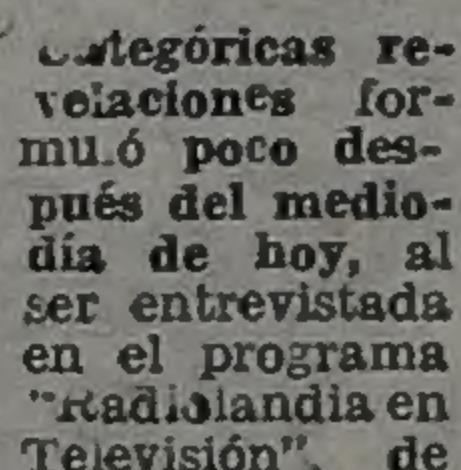 categóricas re-
velaciones for-
muló poco des-
pués del medio-
día de hoy, al
ser entrevistada
en el programa
"Radiolandia en
Televisión", de